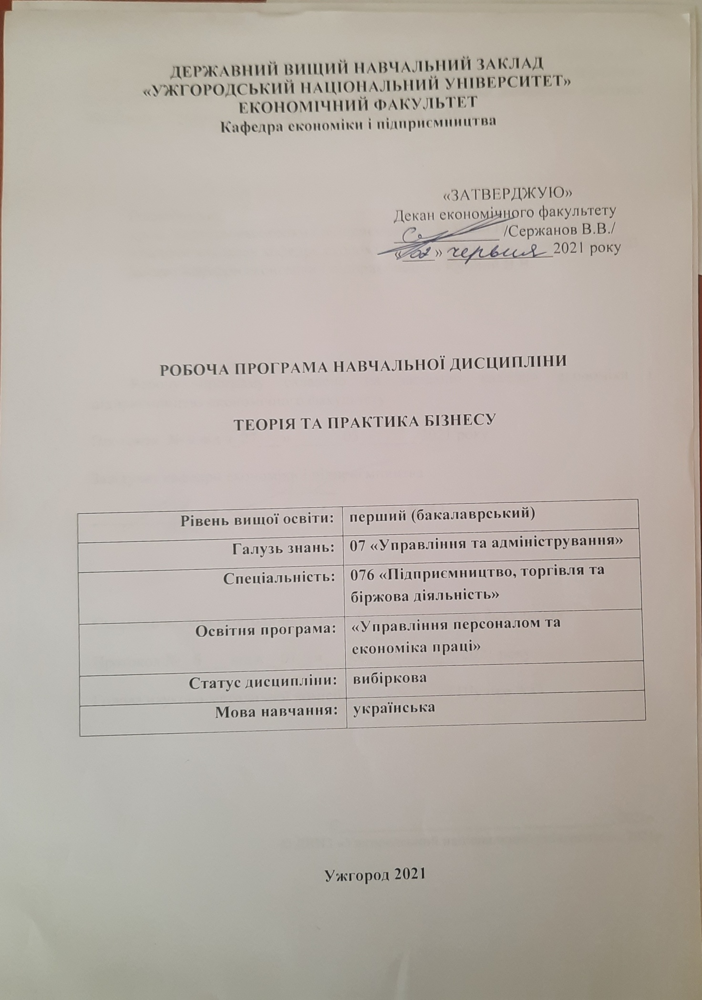 ДЕРЖАВНИЙ ВИЩИЙ НАВЧАЛЬНИЙ ЗАКЛАД
«УЖГОРОДСЬКИЙ НАЦІОНАЛЬНИЙ УНІВЕРСИТЕТ»
ЕКОНОМІЧНИЙ ФАКУЛЬТЕТ
Кафедра економіки і підприємництва
«ЗАТВЕРДЖУЮ»
Декан економічного факультету
/Сержанов В.В./
«02» червня 2021 року
РОБОЧА ПРОГРАМА НАВЧАЛЬНОЇ ДИСЦИПЛІНИ
ТЕОРІЯ ТА ПРАКТИКА БІЗНЕСУ
Рівень вищої освіти: перший (бакалаврський)
Галузь знань: 07 «Управління та адміністрування»
Спеціальність: 076 «Підприємництво, торгівля та
біржова діяльність»
Освітня програма: «Управління персоналом та
економіка праці»
Статус дисципліни: вибіркова
Мова навчання: українська
Ужгород 2021